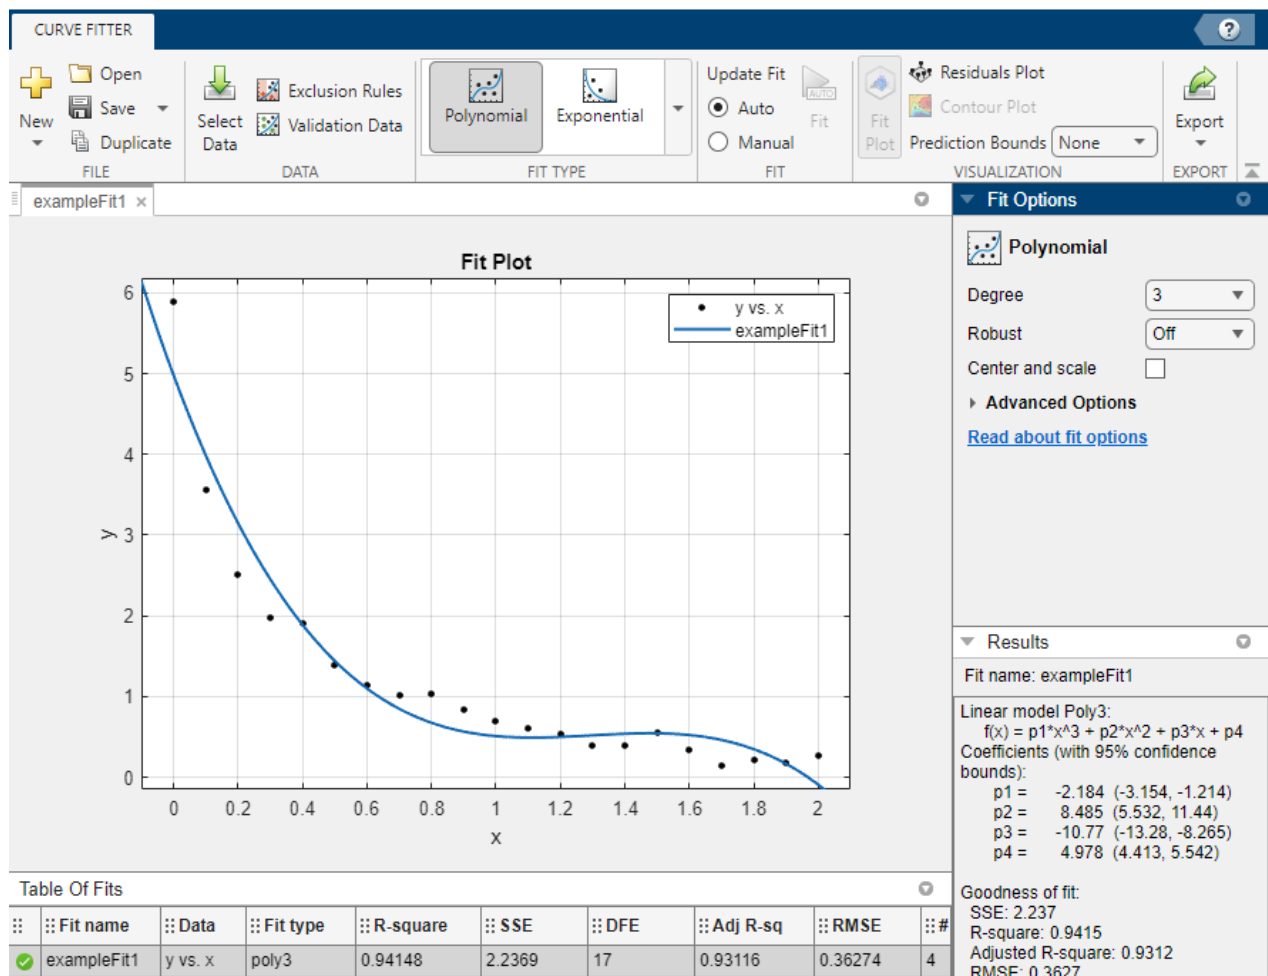 CURVE FITTER
?
New
Open
Save
Duplicate
FILE
Select
Data
Exclusion Rules
Validation Data
DATA
Polynomial
Exponential
FIT TYPE
Update Fit
Auto
Manual
AUTO
Fit
FIT
Fit
Plot
Residuals Plot
Contour Plot
Prediction Bounds None
VISUALIZATION
Export
EXPORT
exampleFit1 ×
Fit Plot
y vs. x
exampleFit1
6
5
4
3
2
1
0
y
0 0.2 0.4 0.6 0.8 1 1.2 1.4 1.6 1.8 2
x
Fit Options
Polynomial
Degree 3
Robust Off
Center and scale
Advanced Options
Read about fit options
Results
Fit name: exampleFit1
Linear model Poly3:
f(x) = p1*x^3 + p2*x^2 + p3*x + p4
Coefficients (with 95% confidence
bounds):
p1 = -2.184 (-3.154, -1.214)
p2 = 8.485 (5.532, 11.44)
p3 = -10.77 (-13.28, -8.265)
p4 = 4.978 (4.413, 5.542)
Goodness of fit:
SSE: 2.237
R-square: 0.9415
Adjusted R-square: 0.9312
RMSE: 0.3627
Table Of Fits
Fit name Data Fit type R-square SSE DFE Adj R-sq RMSE #
exampleFit1 y vs. x poly3 0.94148 2.2369 17 0.93116 0.36274 4